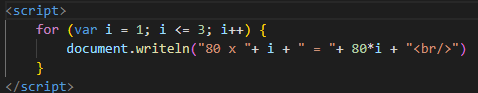 <script>
for (var i = 1; i <= 3; i++) {
document.writeln("80 x "+ i + " = "+ 80*i + "<br/>")
}
</script>